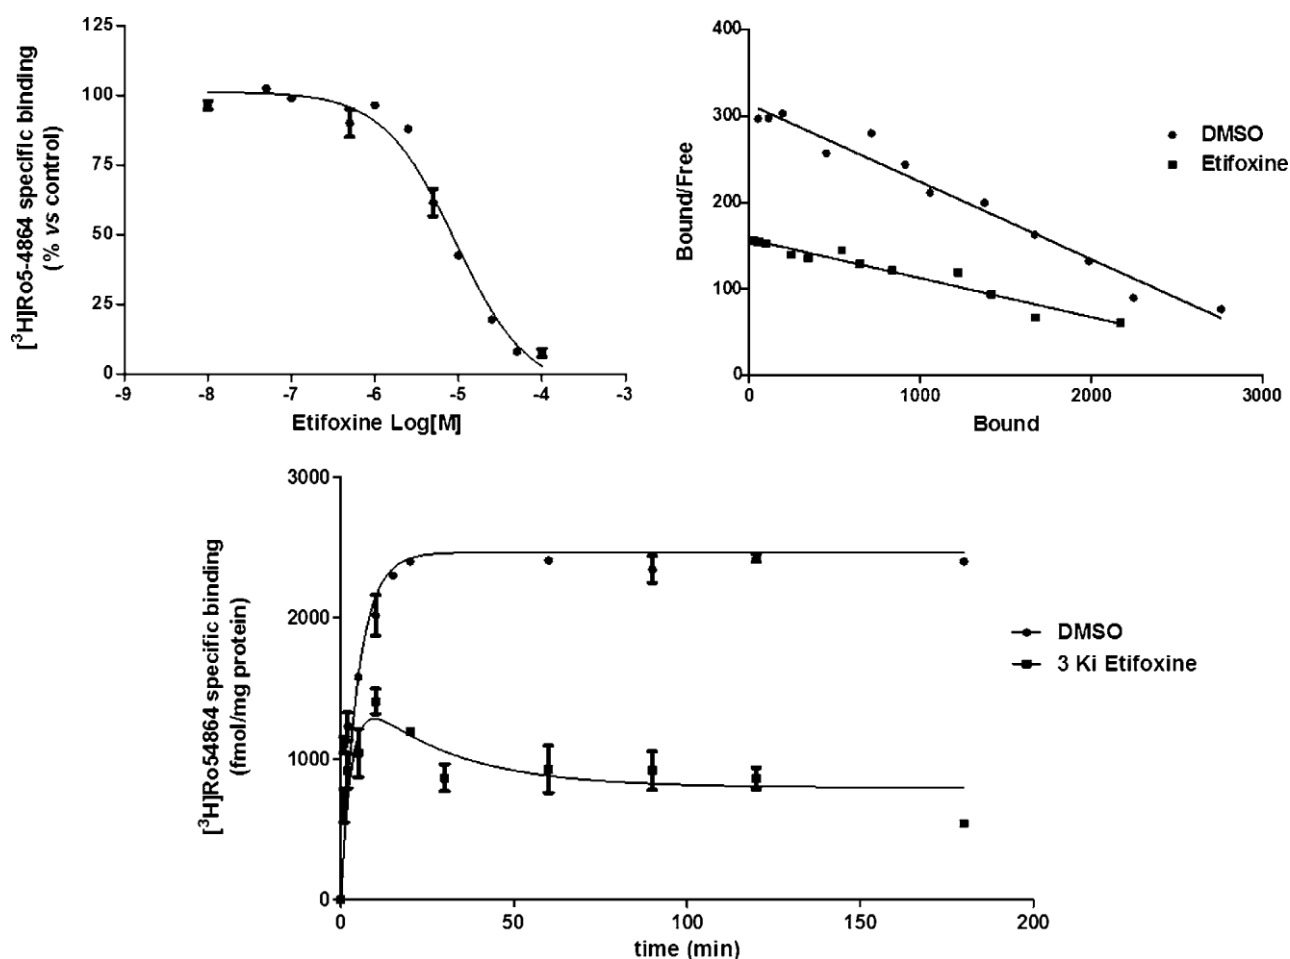 [³H]Ro5-4864 specific binding
(% vs control)
125
100
75
50
25
0
-9 -8 -7 -6 -5 -4 -3
Etifoxine Log[M]
Bound/Free
400
300
200
100
0
0 1000 2000 3000
Bound
DMSO
Etifoxine
[³H]Ro54864 specific binding
(fmol/mg protein)
3000
2000
1000
0
0 50 100 150 200
time (min)
DMSO
3 Ki Etifoxine